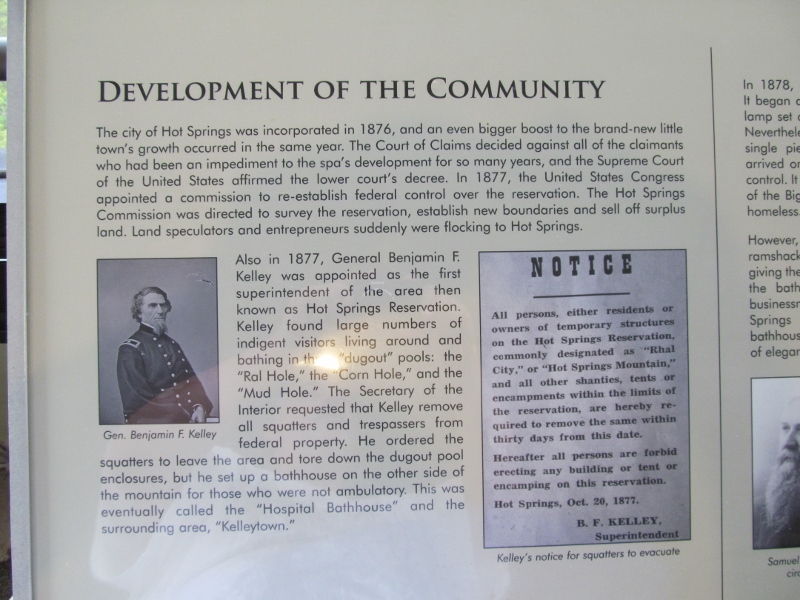 DEVELOPMENT OF THE COMMUNITY
The city of Hot Springs was incorporated in 1876, and an even bigger boost to the brand-new little
town's growth occurred in the same year. The Court of Claims decided against all of the claimants
who had been an impediment to the spa's development for so many years, and the Supreme Court
of the United States affirmed the lower court's decree. In 1877, the United States Congress
appointed a commission to re-establish federal control over the reservation. The Hot Springs
Commission was directed to survey the reservation, establish new boundaries and sell off surplus
land. Land speculators and entrepreneurs suddenly were flocking to Hot Springs.
Also in 1877, General Benjamin F.
Kelley was appointed as the first
superintendent of the area then
known as Hot Springs Reservation.
Kelley found large numbers of
indigent visitors living around and
bathing in the "dugout" pools: the
"Ral Hole," the "Corn Hole," and the
"Mud Hole." The Secretary of the
Interior requested that Kelley remove
all squatters and trespassers from
federal property. He ordered the
squatters to leave the area and tore down the dugout pool
enclosures, but he set up a bathhouse on the other side of
the mountain for those who were not ambulatory. This was
eventually called the "Hospital Bathhouse" and the
surrounding area, "Kelleytown."
Gen. Benjamin F. Kelley
NOTICE
All persons, either residents or
owners of temporary structures
on the Hot Springs Reservation,
commonly designated as "Rhal
City," or "Hot Springs Mountain,"
and all other shanties, tents or
encampments within the limits of
the reservation, are hereby re-
quired to remove the same within
thirty days from this date.
Hereafter all persons are forbid
erecting any building or tent or
encamping on this reservation.
Hot Springs, Oct. 20, 1877.
B. F. KELLEY,
Superintendent
Kelley's notice for squatters to evacuate
In 1878,
It began
lamp set
single
arrived
control. It
of the
homeless.
However,
giving the
the
Springs
of
Samuel